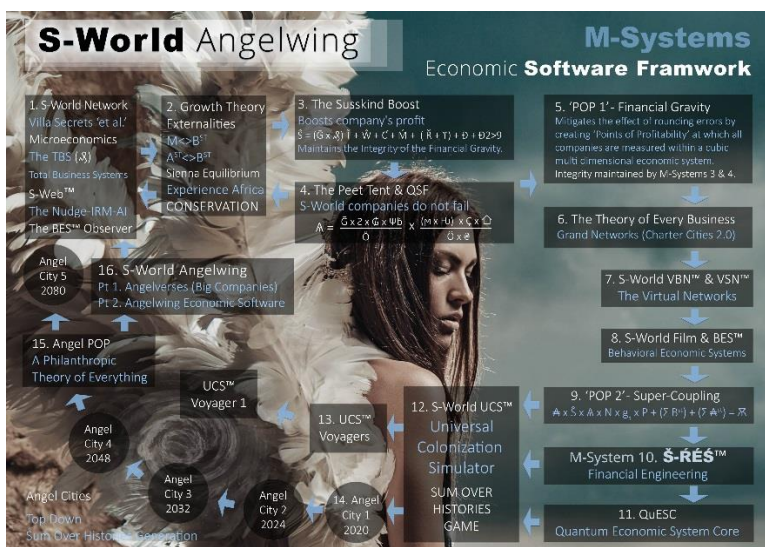 S-World Angelwing
M-Systems
Economic Software Framwork
1. S-World Network
Villa Secrets 'et al.'
Microeconomics
The TBS
Total Business Systems
S-Web™
The Nudge-IRM-AI
The BES™ Observer
2. Growth Theory
Externalities
M<>Bˢᵀ
Aˢᵀ<>Bˢᵀ
Sienna Equilibrium
Experience Africa
CONSERVATION
3. The Susskind Boost
Boosts company's profit
Maintains the Integrity of the Financial Gravity.
4. The Peet Tent & QSF
S-World companies do not fail
5. 'POP 1'- Financial Gravity
Mitigates the effect of rounding errors by
creating 'Points of Profitability' at which all
companies are measured within a cubic
multi dimensional economic system.
Integrity maintained by M-Systems 3 & 4.
6. The Theory of Every Business
Grand Networks (Charter Cities 2.0)
7. S-World VBN™ & VSN™
The Virtual Networks
8. S-World Film & BES™
Behavioral Economic Systems
9. 'POP 2'- Super-Coupling
M-System 10. Š-ŔÉŚ™
Financial Engineering
11. QuESC
Quantum Economic System Core
12. S-World UCS™
Universal
Colonization
Simulator
SUM OVER
HISTORIES
GAME
13. UCS™
Voyagers
UCS™
Voyager 1
14. Angel
City 1
2020
Angel
City 2
2024
Angel
City 3
2032
Angel
City 4
2048
Angel Cities
Top Down
Sum Over Histories Generation
15. Angel POP
A Philanthropic
Theory of Everything
Angel
City 5
2080
16. S-World Angelwing
Pt 1. Angelverses (Big Companies)
Pt 2. Angelwing Economic Software